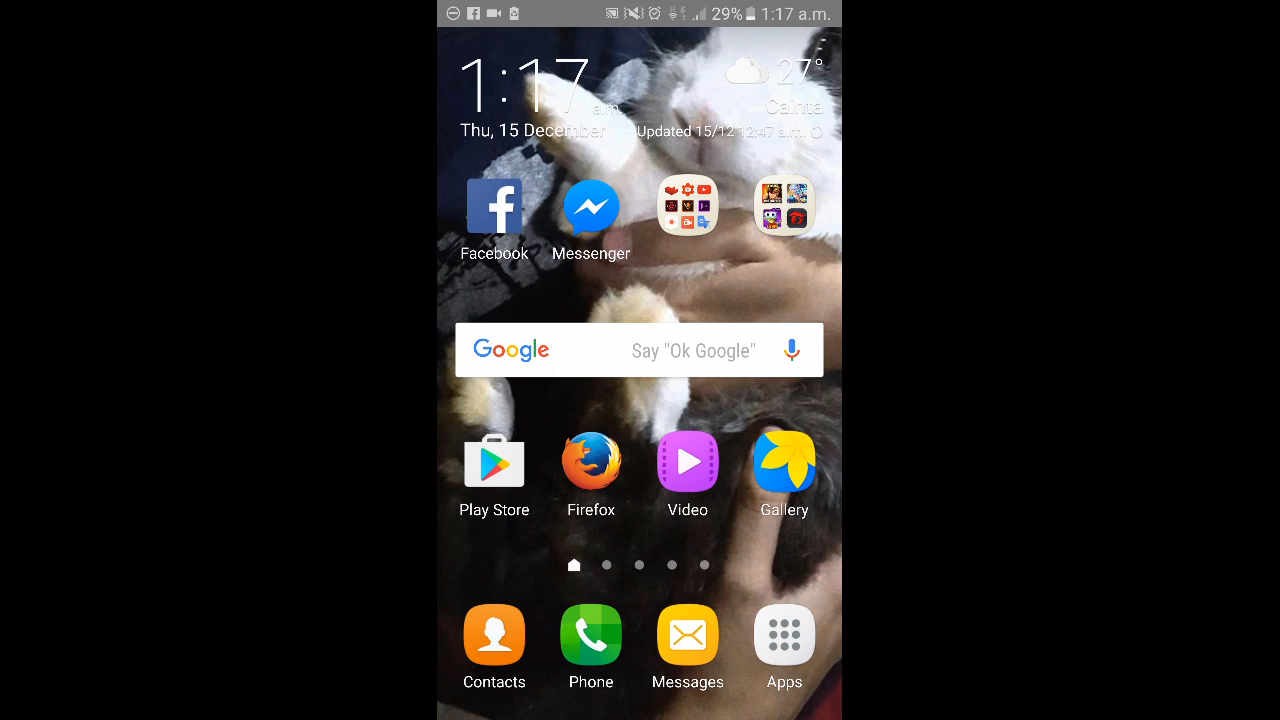 29% 1:17 a.m.
1:17 a.m.
27°
Cainta
Thu, 15 December
Updated 15/12 12:47 a.m.
Facebook
Messenger
Google
Say "Ok Google"
Play Store
Firefox
Video
Gallery
Contacts
Phone
Messages
Apps